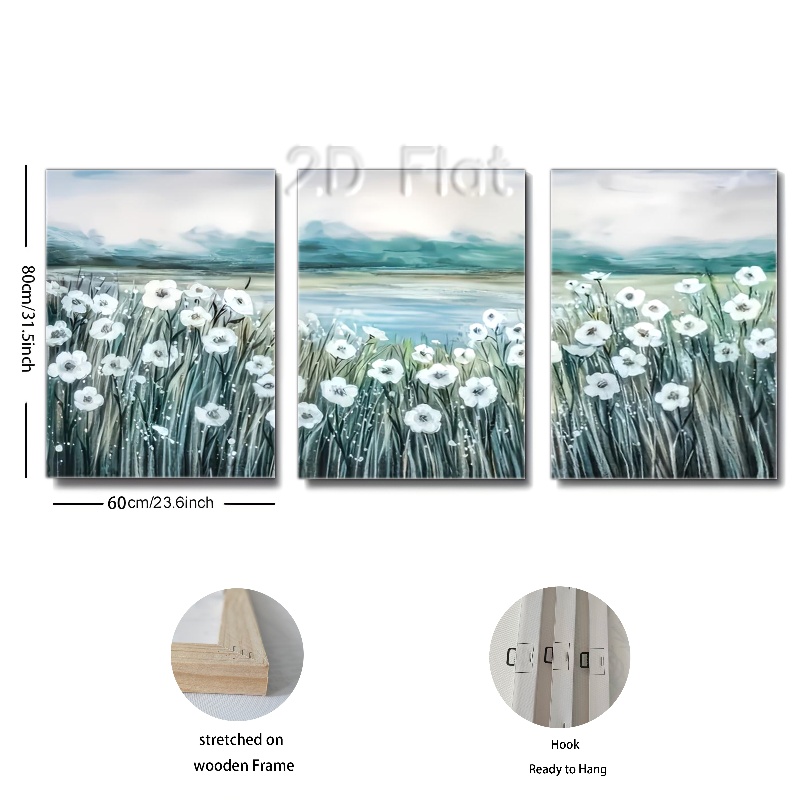 2D Flat
80cm/31.5inch
60cm/23.6inch
stretched on
wooden Frame
Hook
Ready to Hang